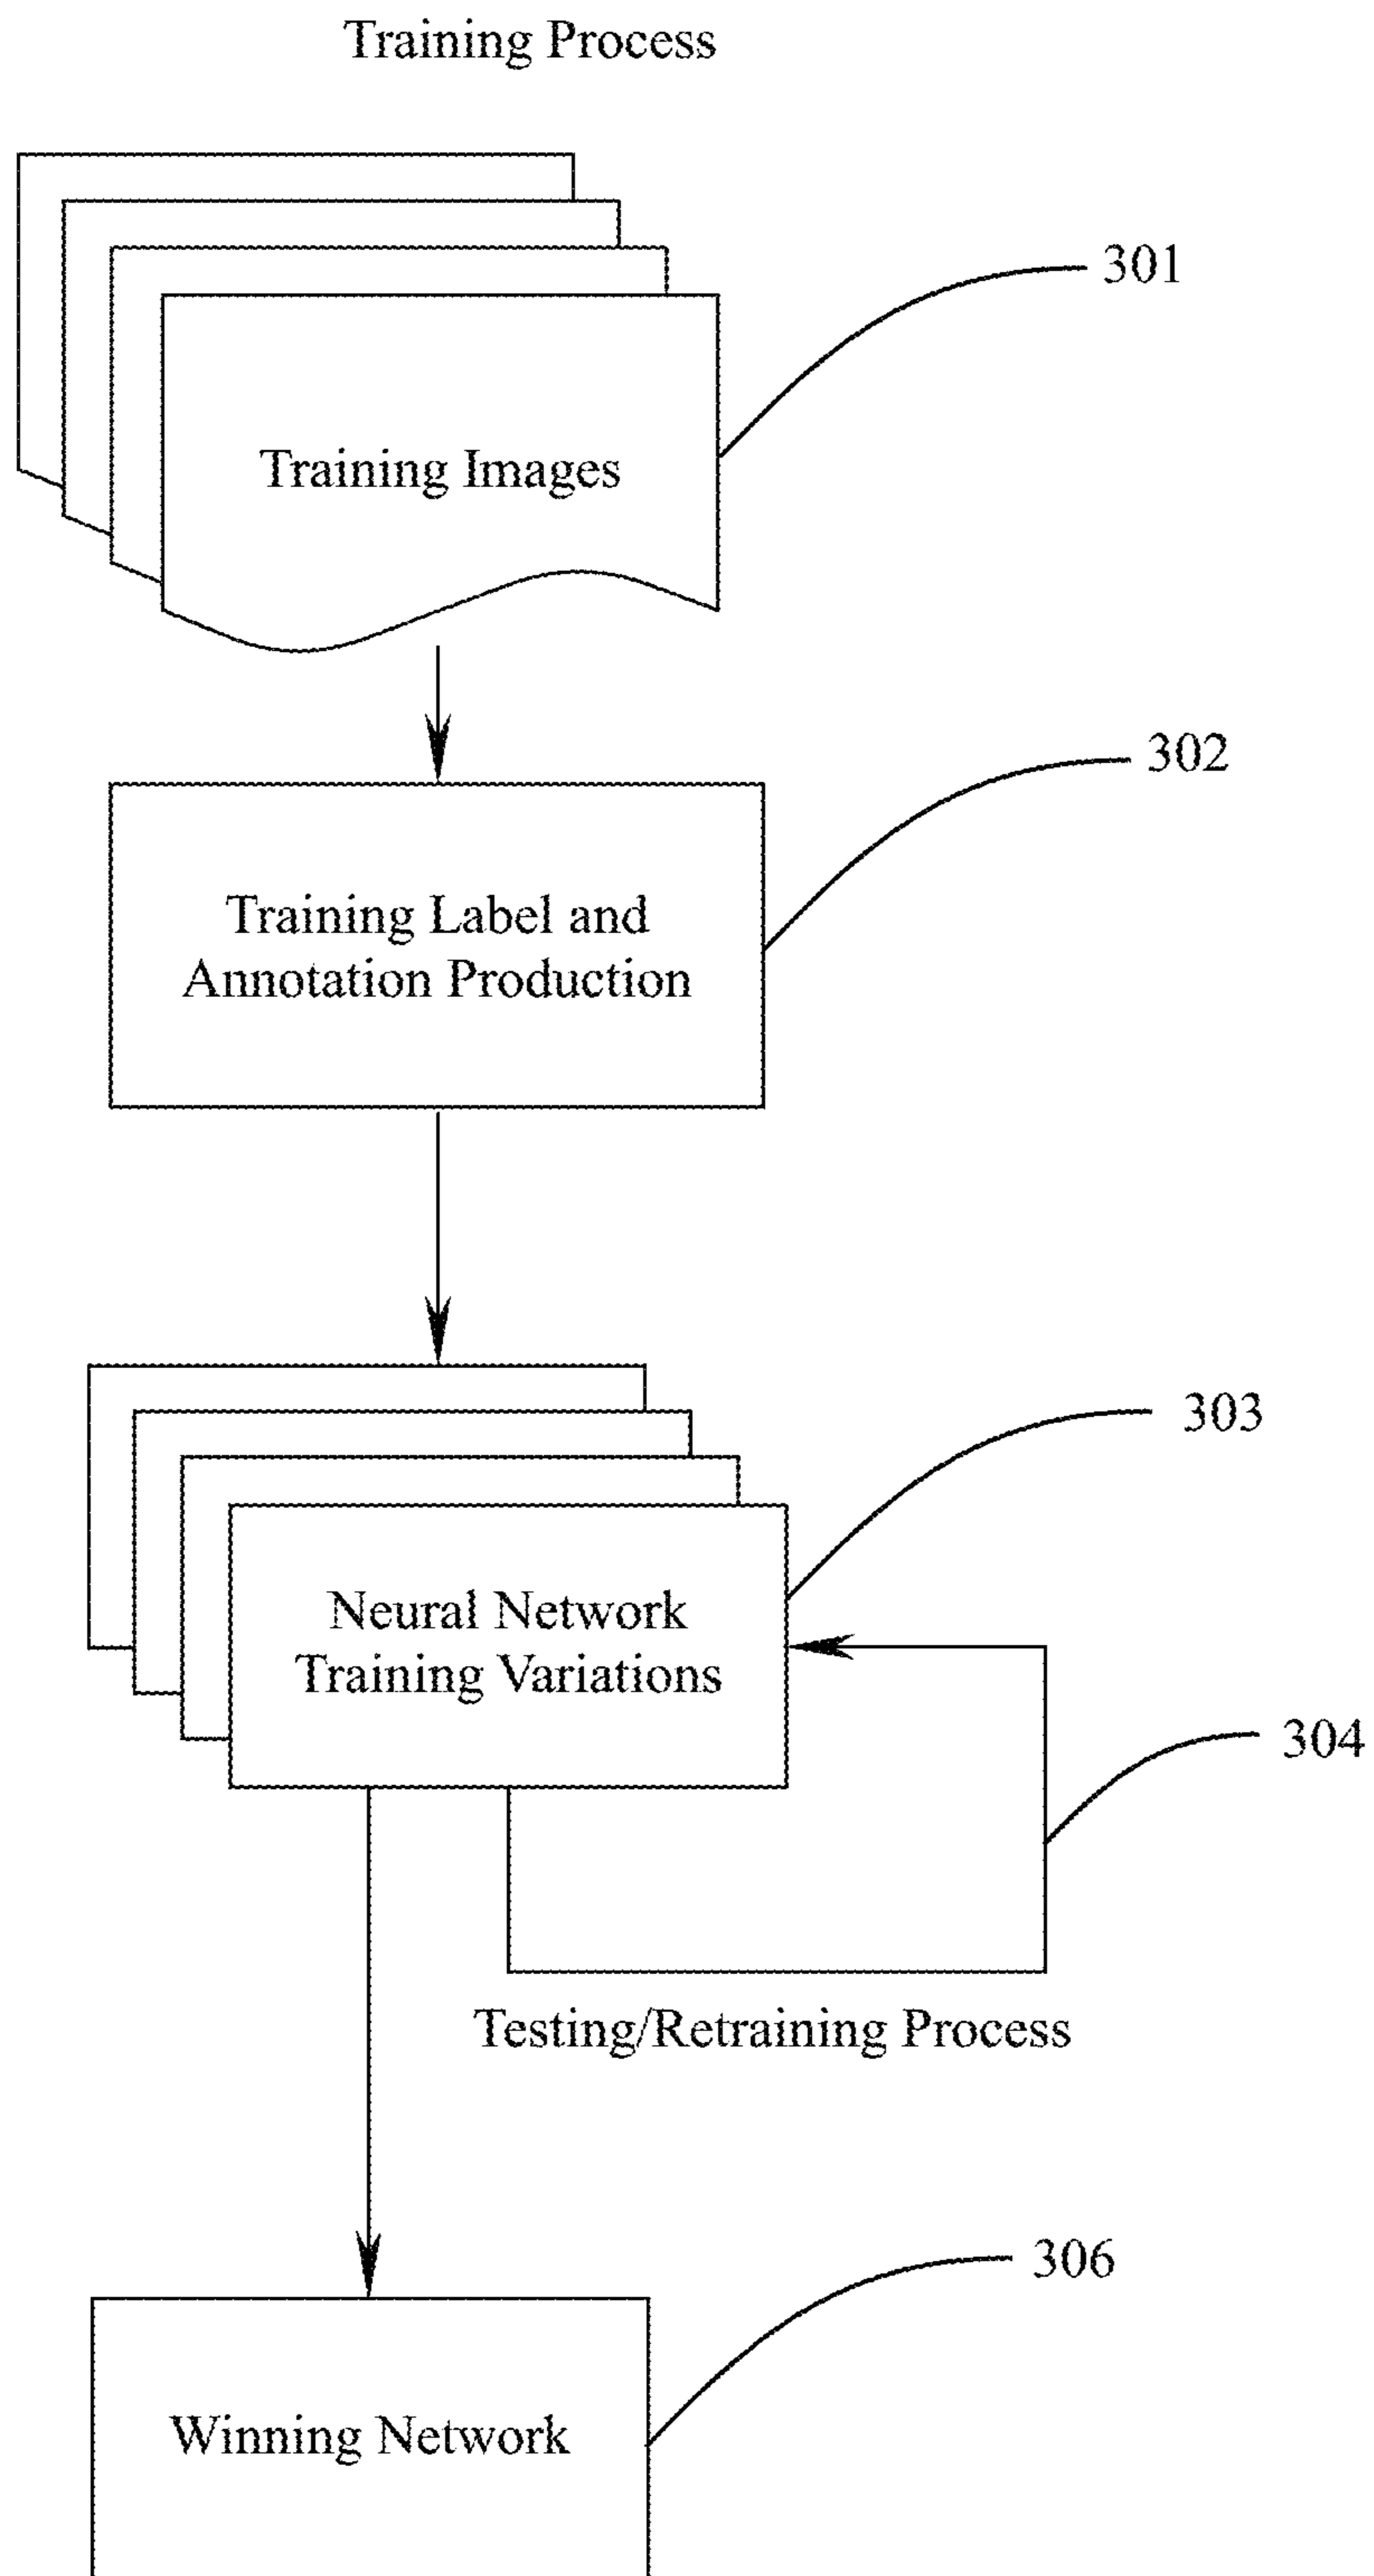 Training Process
301
Training Images
302
Training Label and
Annotation Production
303
Neural Network
Training Variations
304
Testing/Retraining Process
306
Winning Network